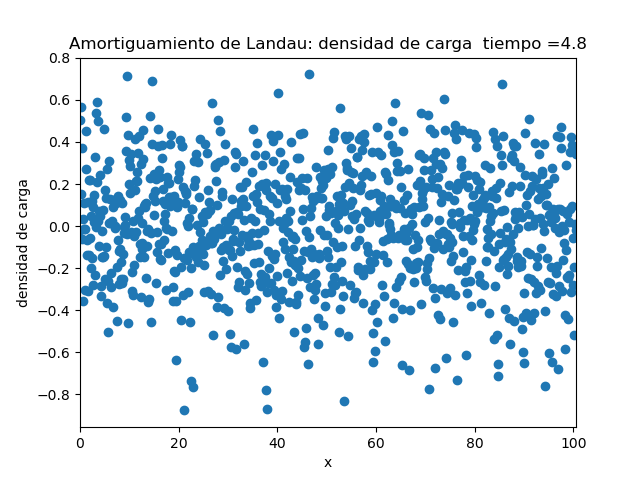 Amortiguamiento de Landau: densidad de carga  tiempo =4.8
0.8
0.6
0.4
0.2
0.0
−0.2
−0.4
−0.6
−0.8
densidad de carga
0 20 40 60 80 100
x